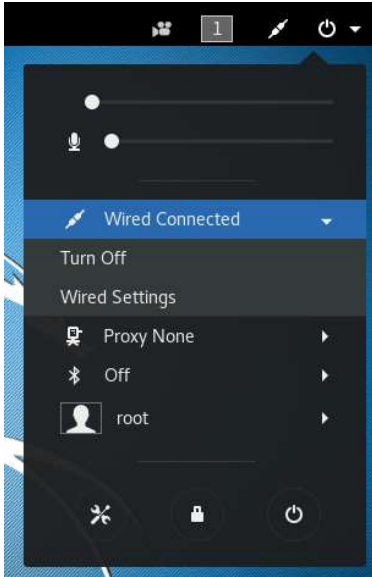 1
Wired Connected
Turn Off
Wired Settings
Proxy None
Off
root